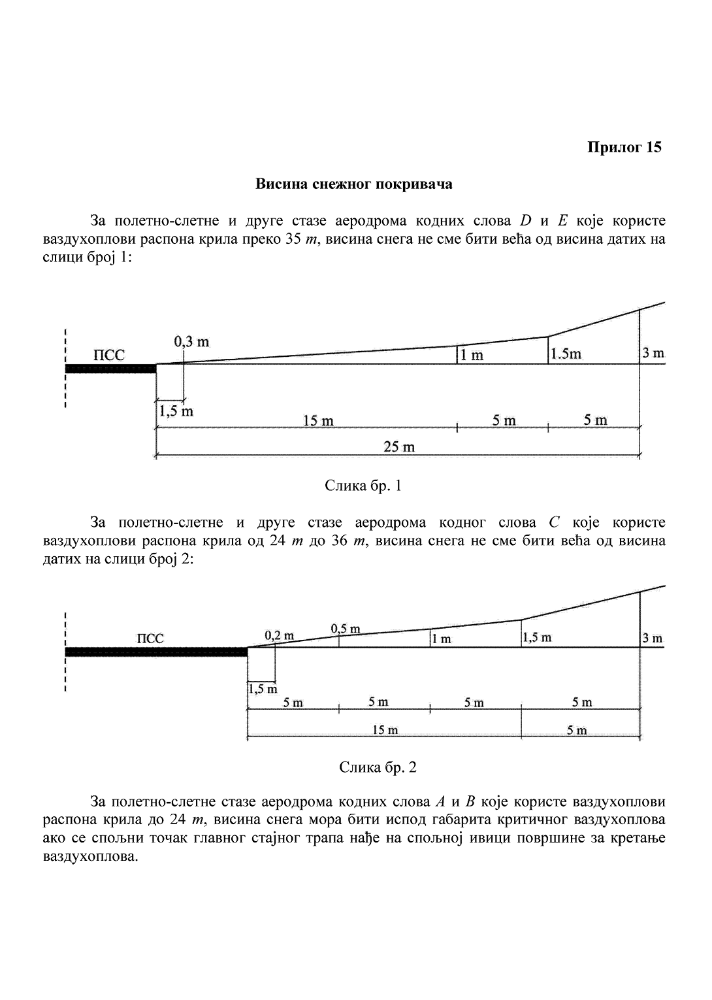 Прилог 15
Висина снежног покривача
За полетно-слетне и друге стазе аеродрома кодних слова D и E које користе
ваздухоплови распона крила преко 35 m, висина снега не сме бити већа од висина датих на
слици број 1:
0,3 m
ПСС
1 m
1.5m
3 m
1,5 m
15 m
5 m
5 m
25 m
Слика бр. 1
За полетно-слетне и друге стазе аеродрома кодног слова C које користе
ваздухоплови распона крила од 24 m до 36 m, висина снега не сме бити већа од висина
датих на слици број 2:
ПСС
0,2 m
0,5 m
1 m
1,5 m
3 m
1,5 m
5 m
5 m
5 m
5 m
15 m
5 m
Слика бр. 2
За полетно-слетне стазе аеродрома кодних слова A и B које користе ваздухоплови
распона крила до 24 m, висина снега мора бити испод габарита критичног ваздухоплова
ако се спољни точак главног стајног трапа нађе на спољној ивици површине за кретање
ваздухоплова.